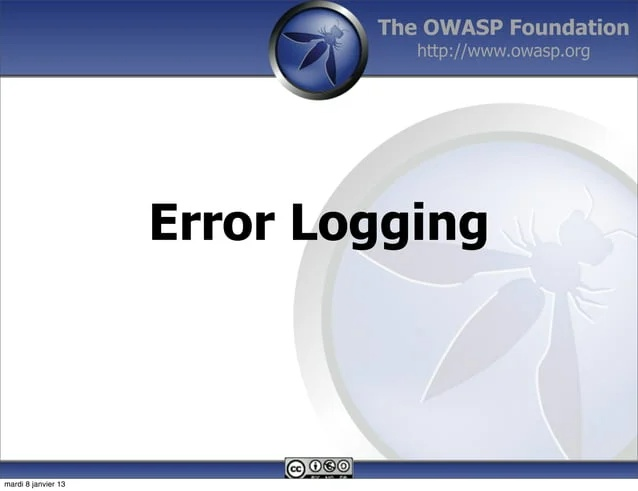 The OWASP Foundation
http://www.owasp.org
Error Logging
mardi 8 janvier 13